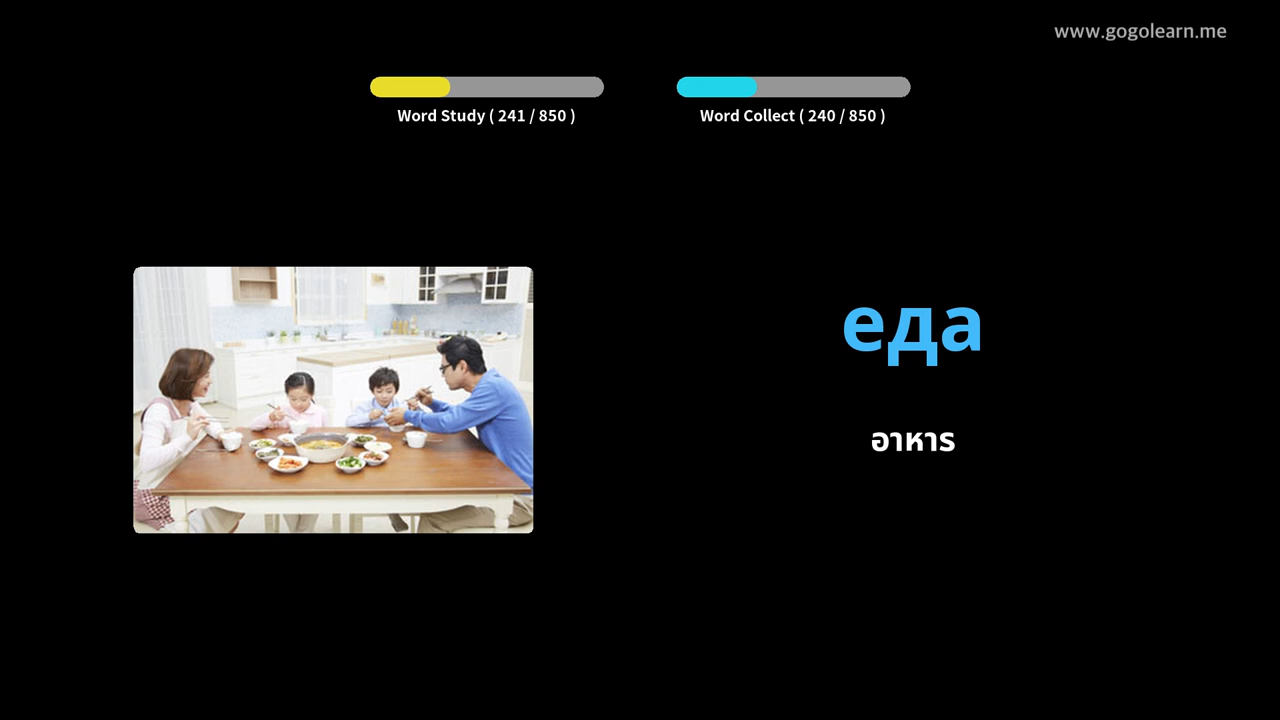 www.gogolearn.me
Word Study ( 241 / 850 )
Word Collect ( 240 / 850 )
еда
อาหาร